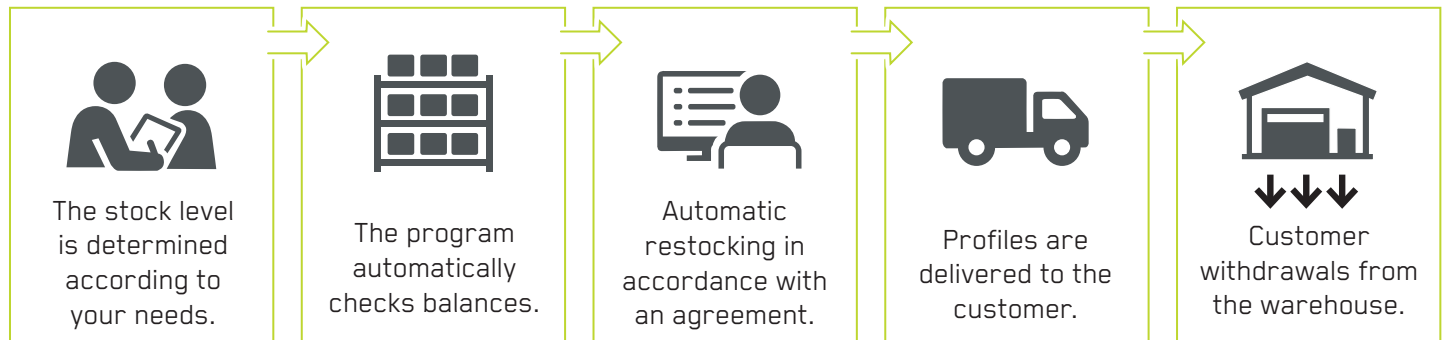 The stock level
is determined
according to
your needs.
The program
automatically
checks balances.
Automatic
restocking in
accordance with
an agreement.
Profiles are
delivered to the
customer.
Customer
withdrawals from
the warehouse.